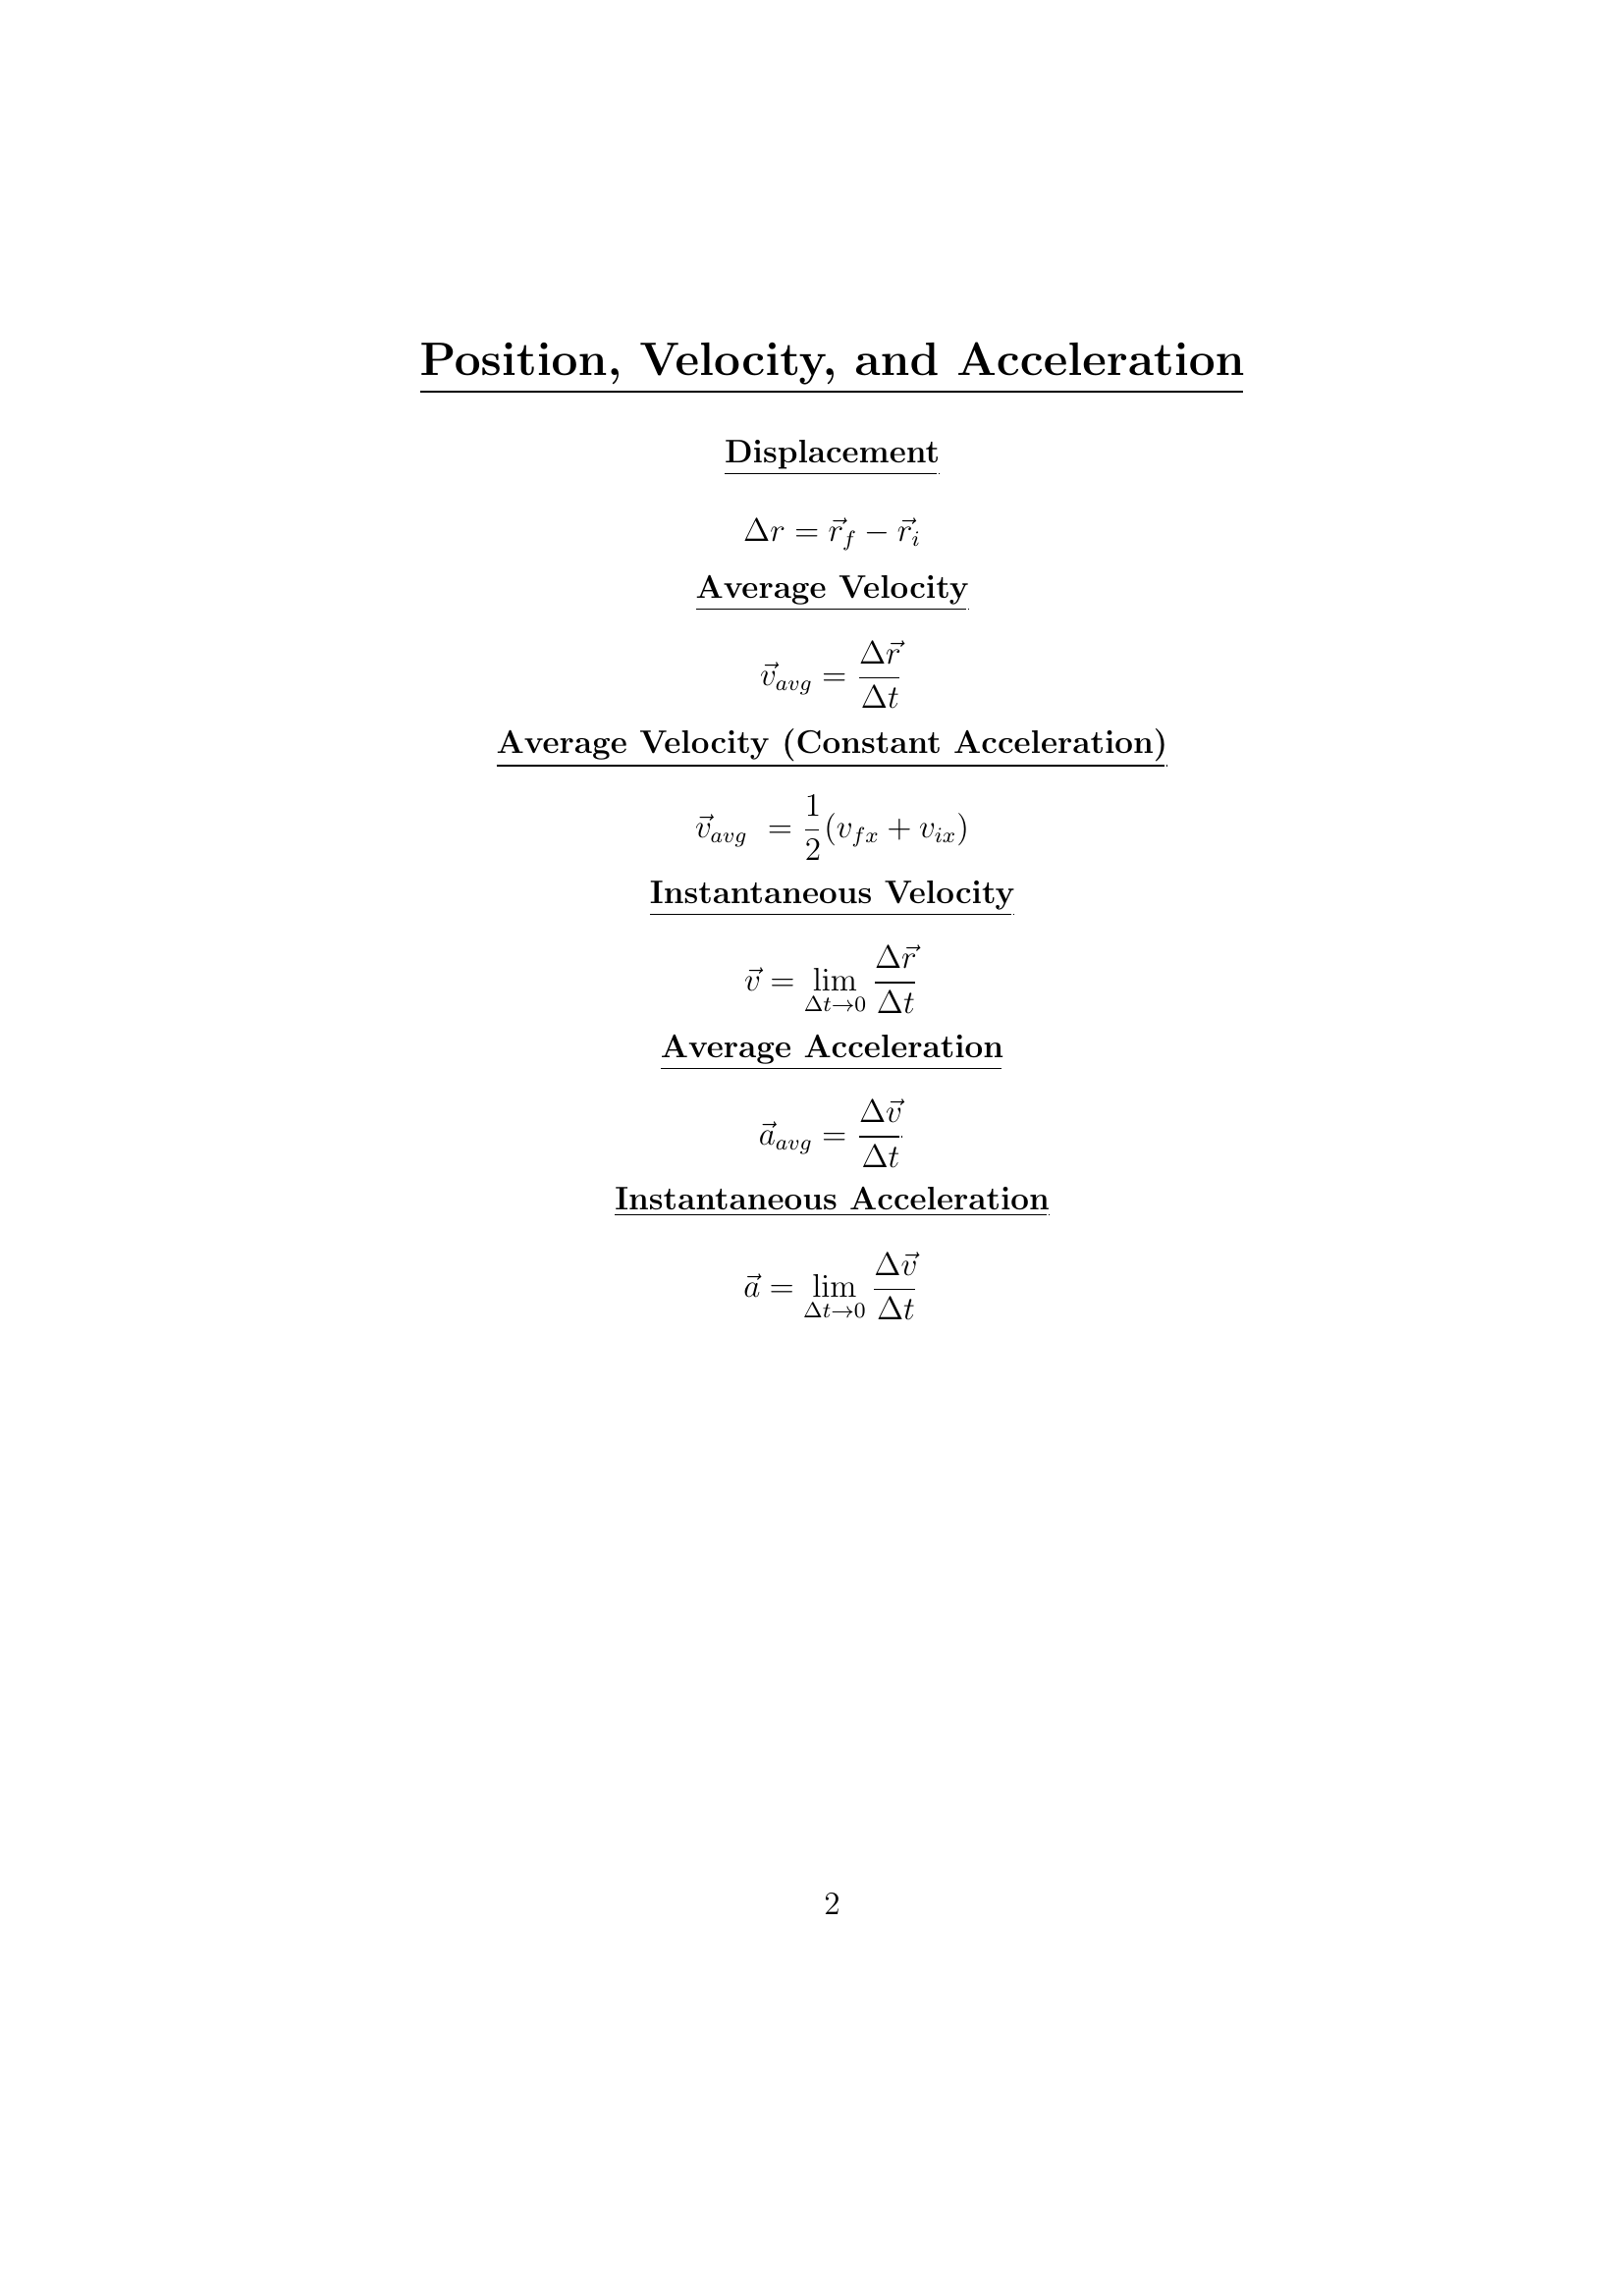 Position, Velocity, and Acceleration
Displacement
$\Delta r = \vec{r}_f - \vec{r}_i$
Average Velocity
$\vec{v}_{avg} = \frac{\Delta \vec{r}}{\Delta t}$
Average Velocity (Constant Acceleration)
$\vec{v}_{avg} \ = \frac{1}{2}(v_{fx} + v_{ix})$
Instantaneous Velocity
$\vec{v} = \lim_{\Delta t \to 0} \frac{\Delta \vec{r}}{\Delta t}$
Average Acceleration
$\vec{a}_{avg} = \frac{\Delta \vec{v}}{\Delta t}$
Instantaneous Acceleration
$\vec{a} = \lim_{\Delta t \to 0} \frac{\Delta \vec{v}}{\Delta t}$
2